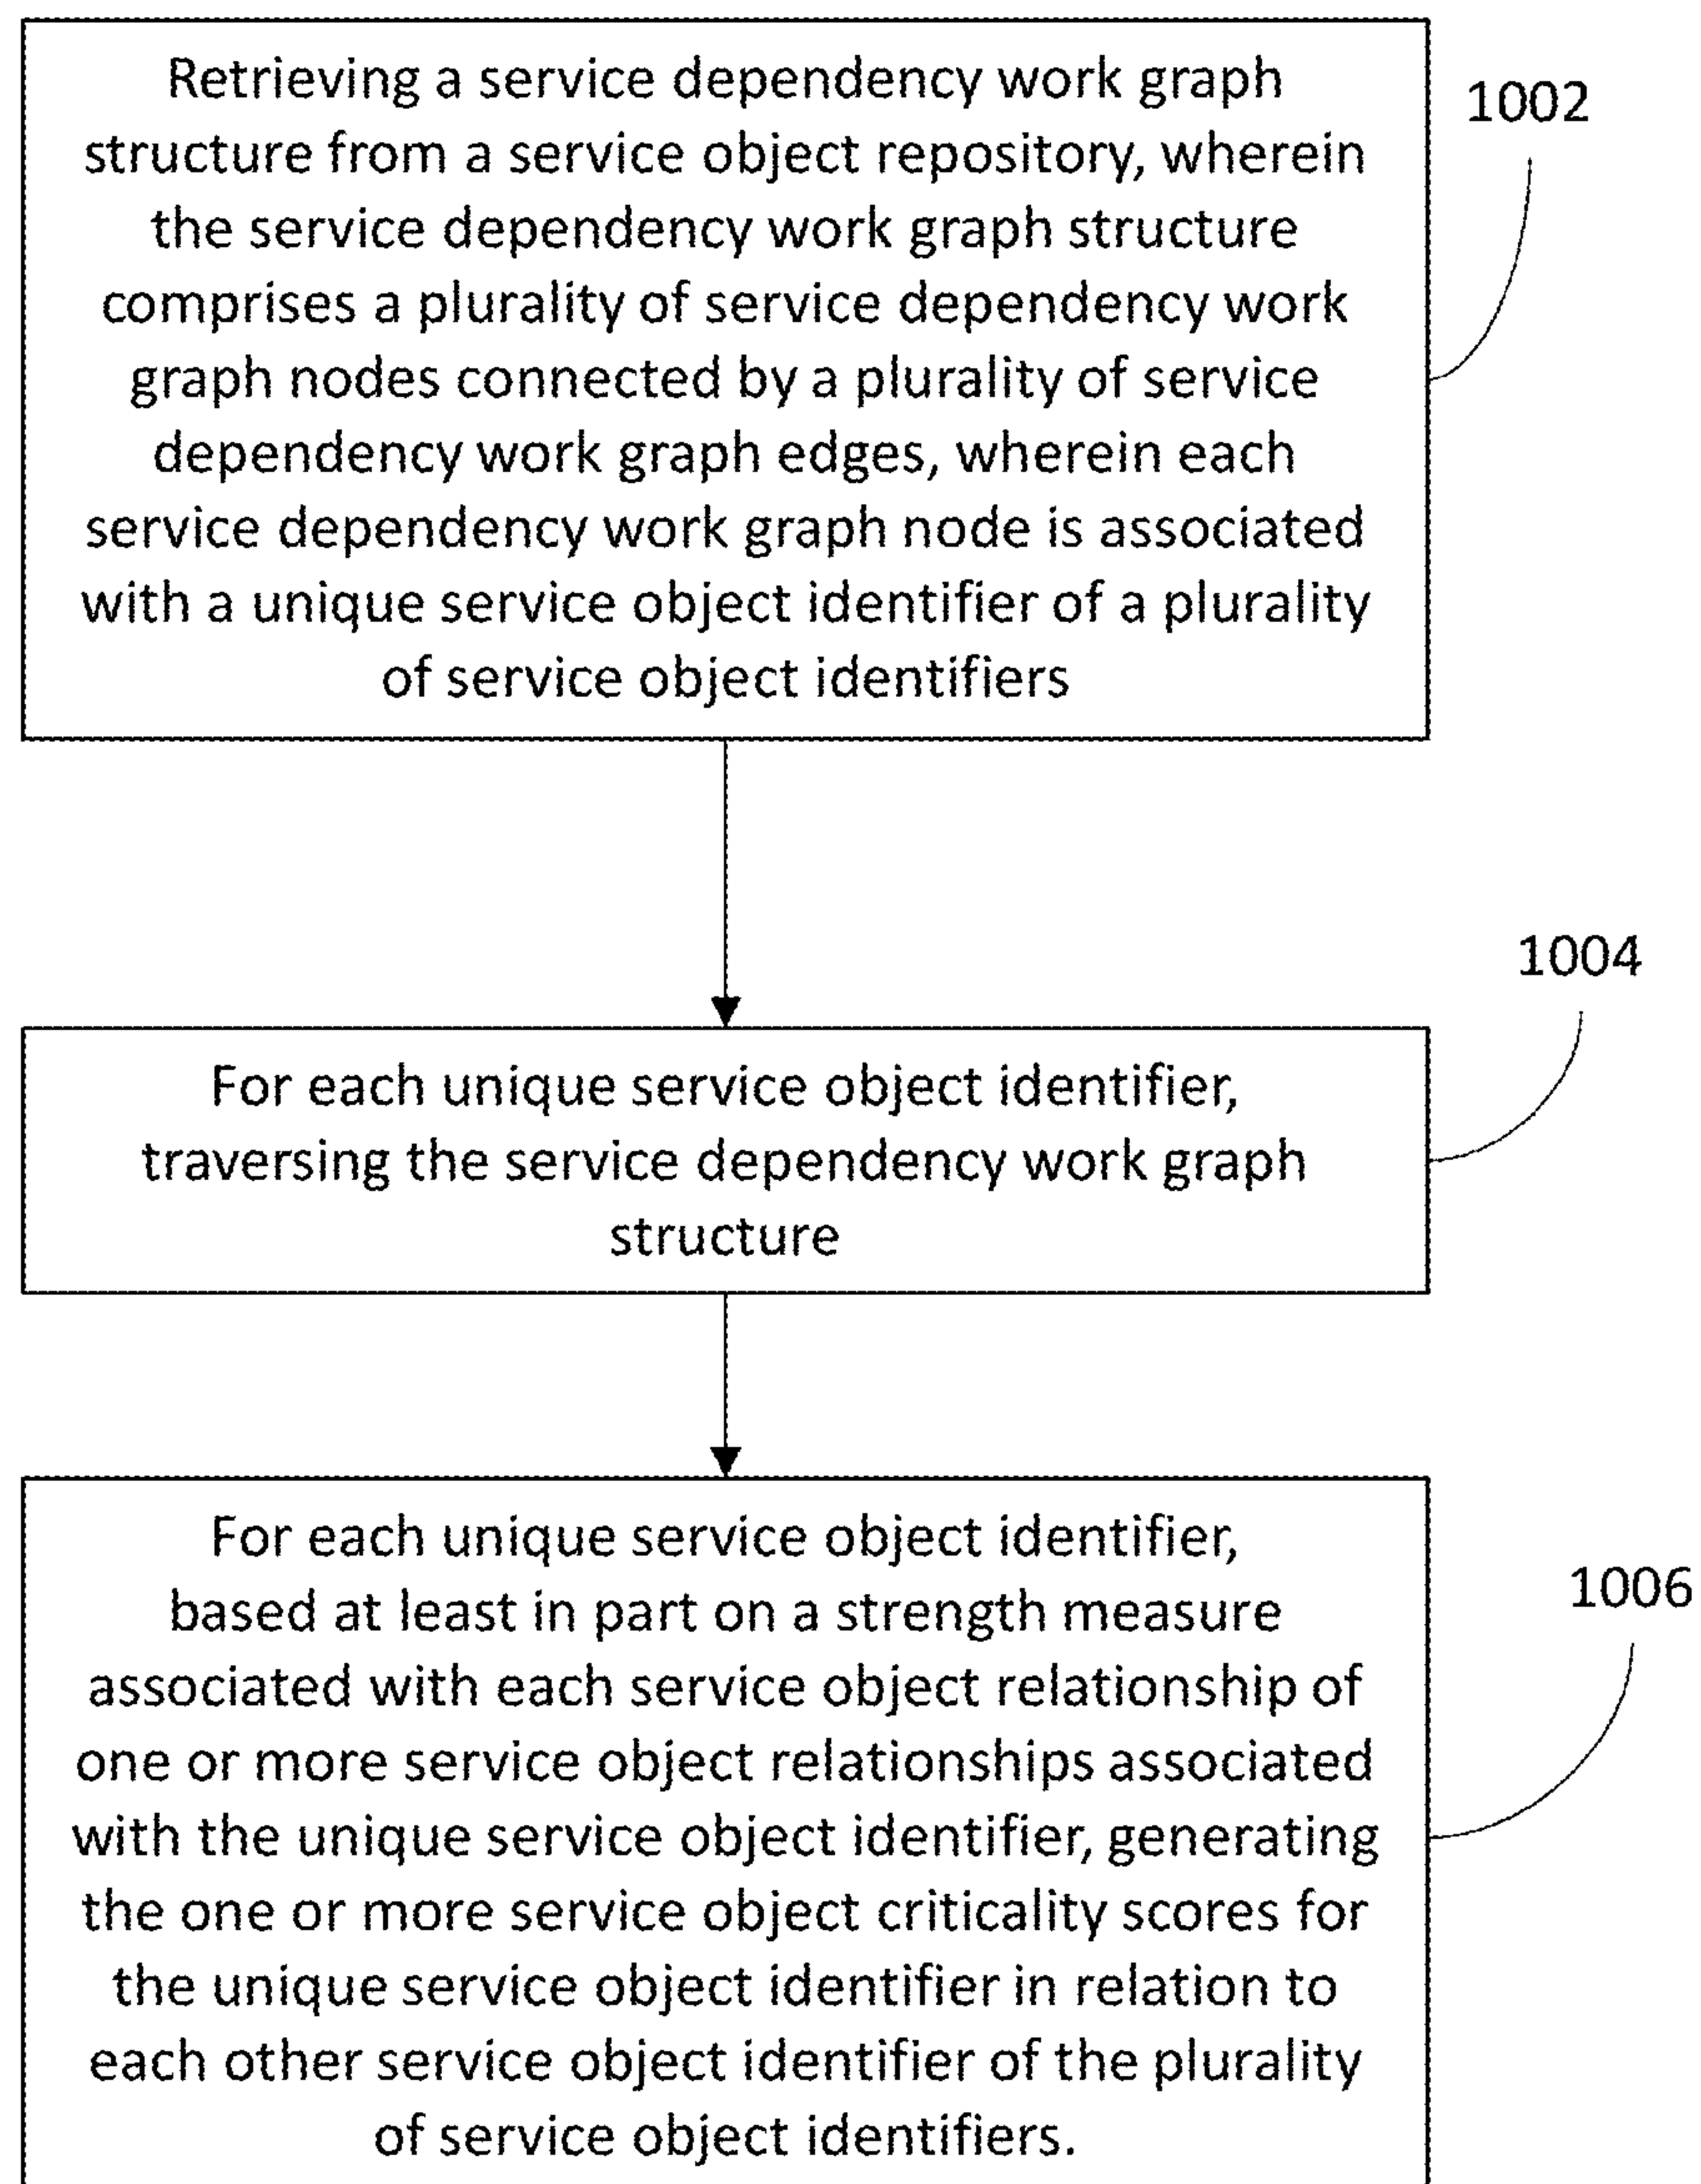 Retrieving a service dependency work graph
structure from a service object repository, wherein
the service dependency work graph structure
comprises a plurality of service dependency work
graph nodes connected by a plurality of service
dependency work graph edges, wherein each
service dependency work graph node is associated
with a unique service object identifier of a plurality
of service object identifiers
1002
1004
For each unique service object identifier,
traversing the service dependency work graph
structure
For each unique service object identifier,
based at least in part on a strength measure
associated with each service object relationship of
one or more service object relationships associated
with the unique service object identifier, generating
the one or more service object criticality scores for
the unique service object identifier in relation to
each other service object identifier of the plurality
of service object identifiers.
1006